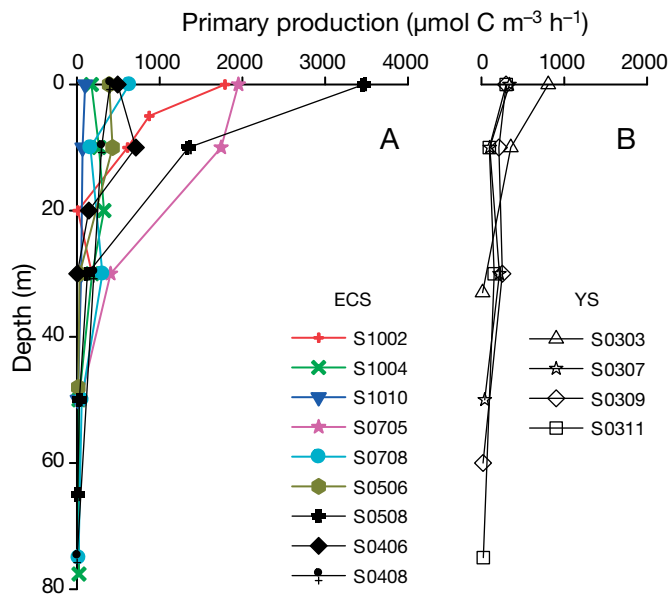 Primary production (µmol C m–3 h–1)
0 1000 2000 3000 4000 0 1000 2000
0
A B
20
Depth (m)
ECS YS
S1002 S0303
40
S1004 S0307
S1010 S0309
S0705 S0311
S0708
60
S0506
S0508
S0406
S0408
80